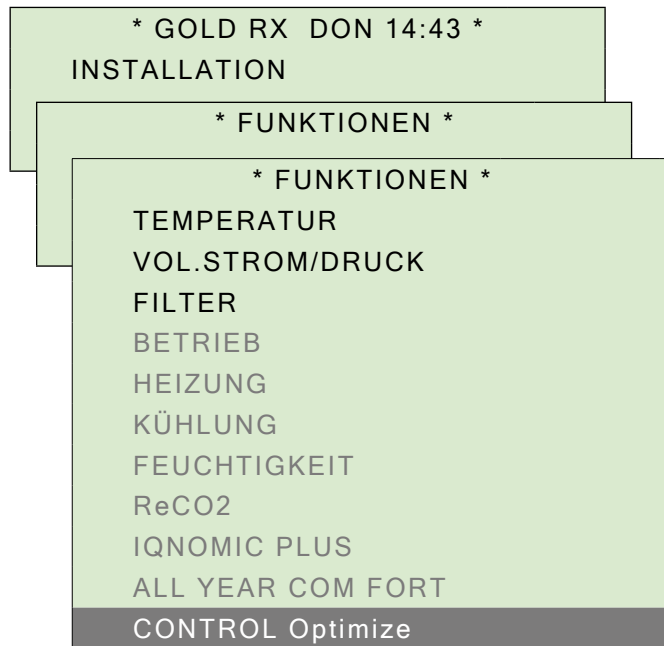 * GOLD RX DON 14:43 *
INSTALLATION
* FUNKTIONEN *
* FUNKTIONEN *
TEMPERATUR
VOL.STROM/DRUCK
FILTER
BETRIEB
HEIZUNG
KÜHLUNG
FEUCHTIGKEIT
ReCO2
IQNOMIC PLUS
ALL YEAR COM FORT
CONTROL Optimize